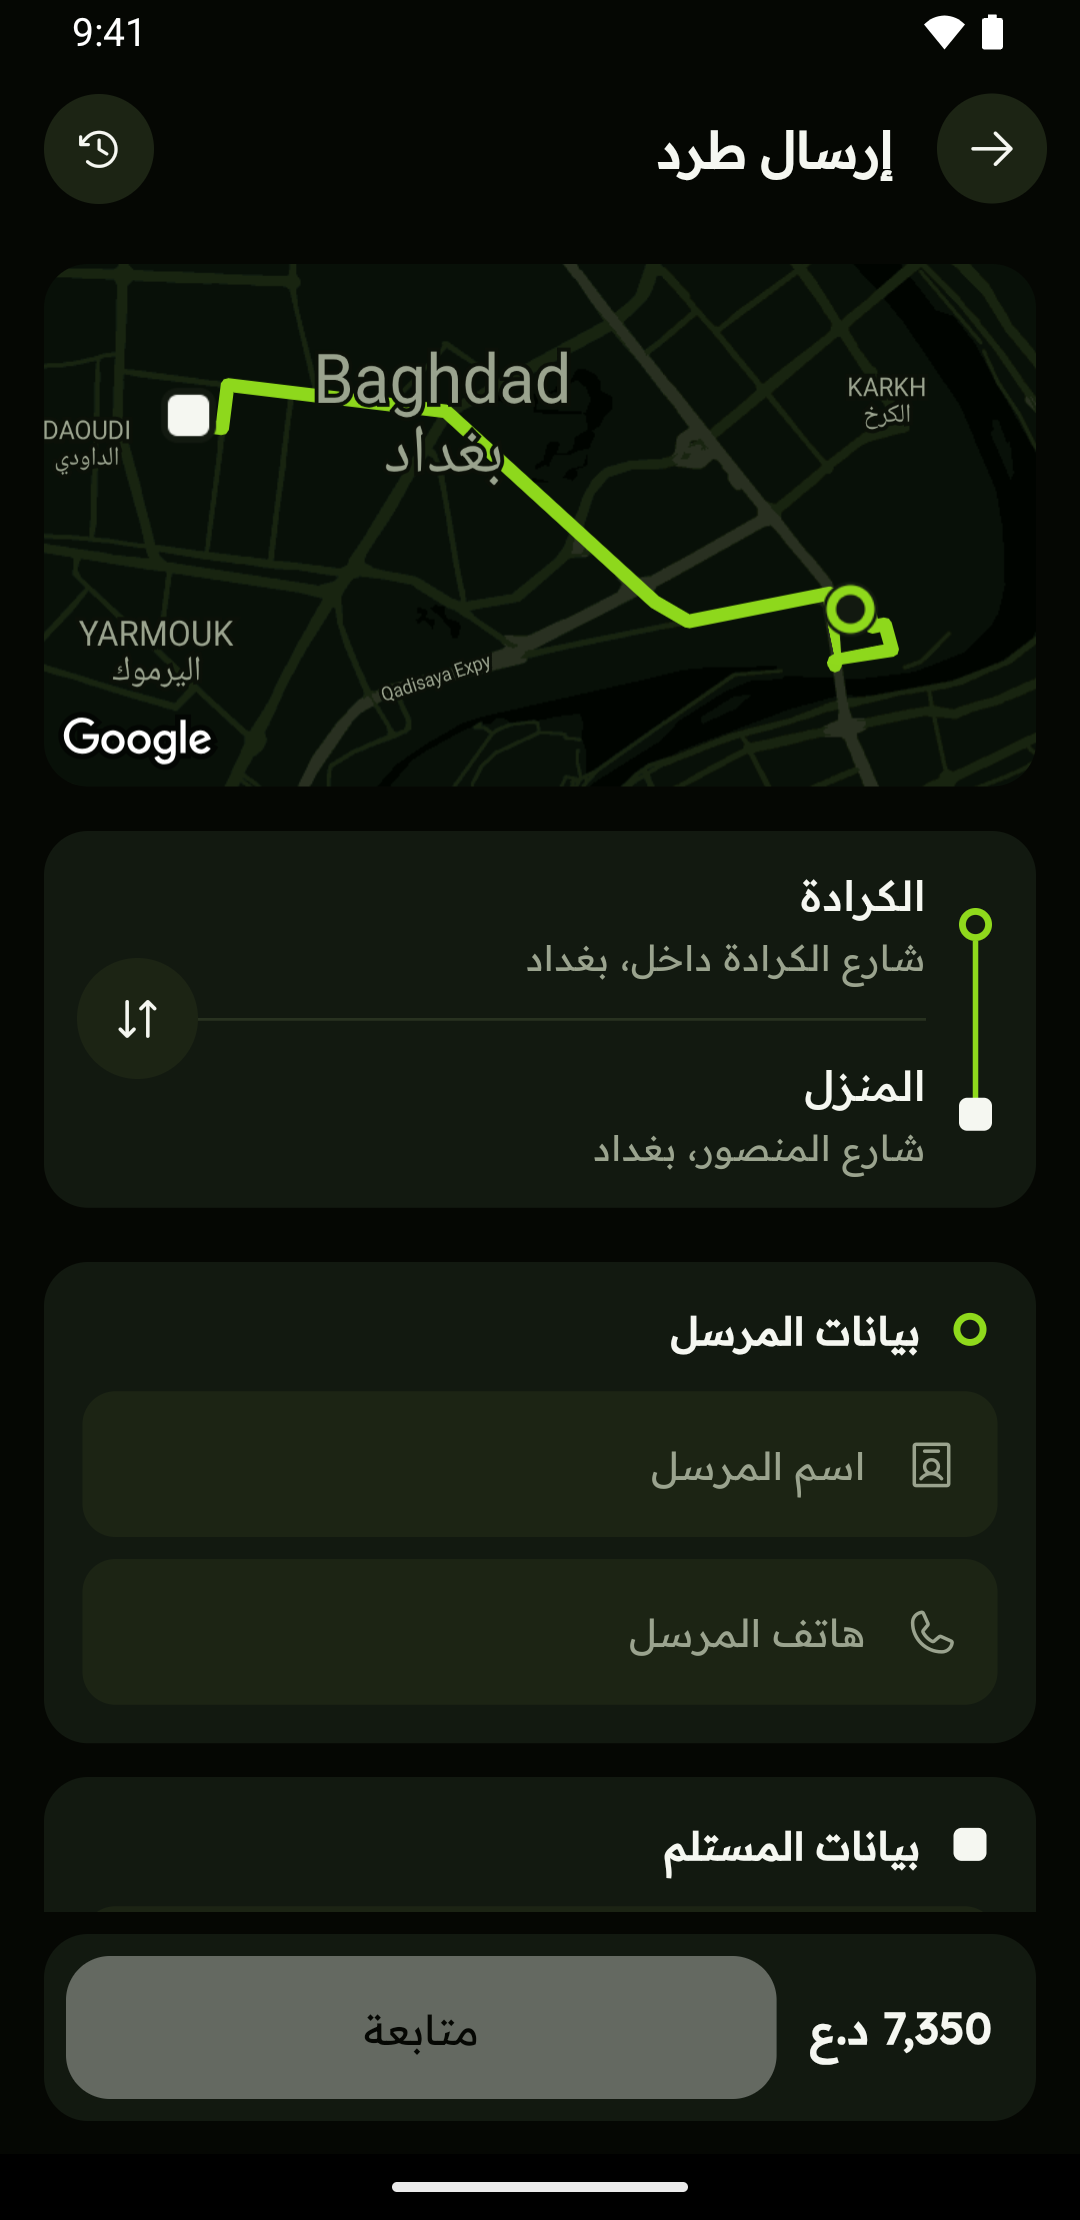 9:41
إرسال طرد
Baghdad
بغداد
KARKH
الكرخ
DAOUDI
الداودي
YARMOUK
اليرموك
Qadisaya Expy
Google
الكرادة
شارع الكرادة داخل، بغداد
المنزل
شارع المنصور، بغداد
بيانات المرسل
اسم المرسل
هاتف المرسل
بيانات المستلم
7,350 د.ع
متابعة